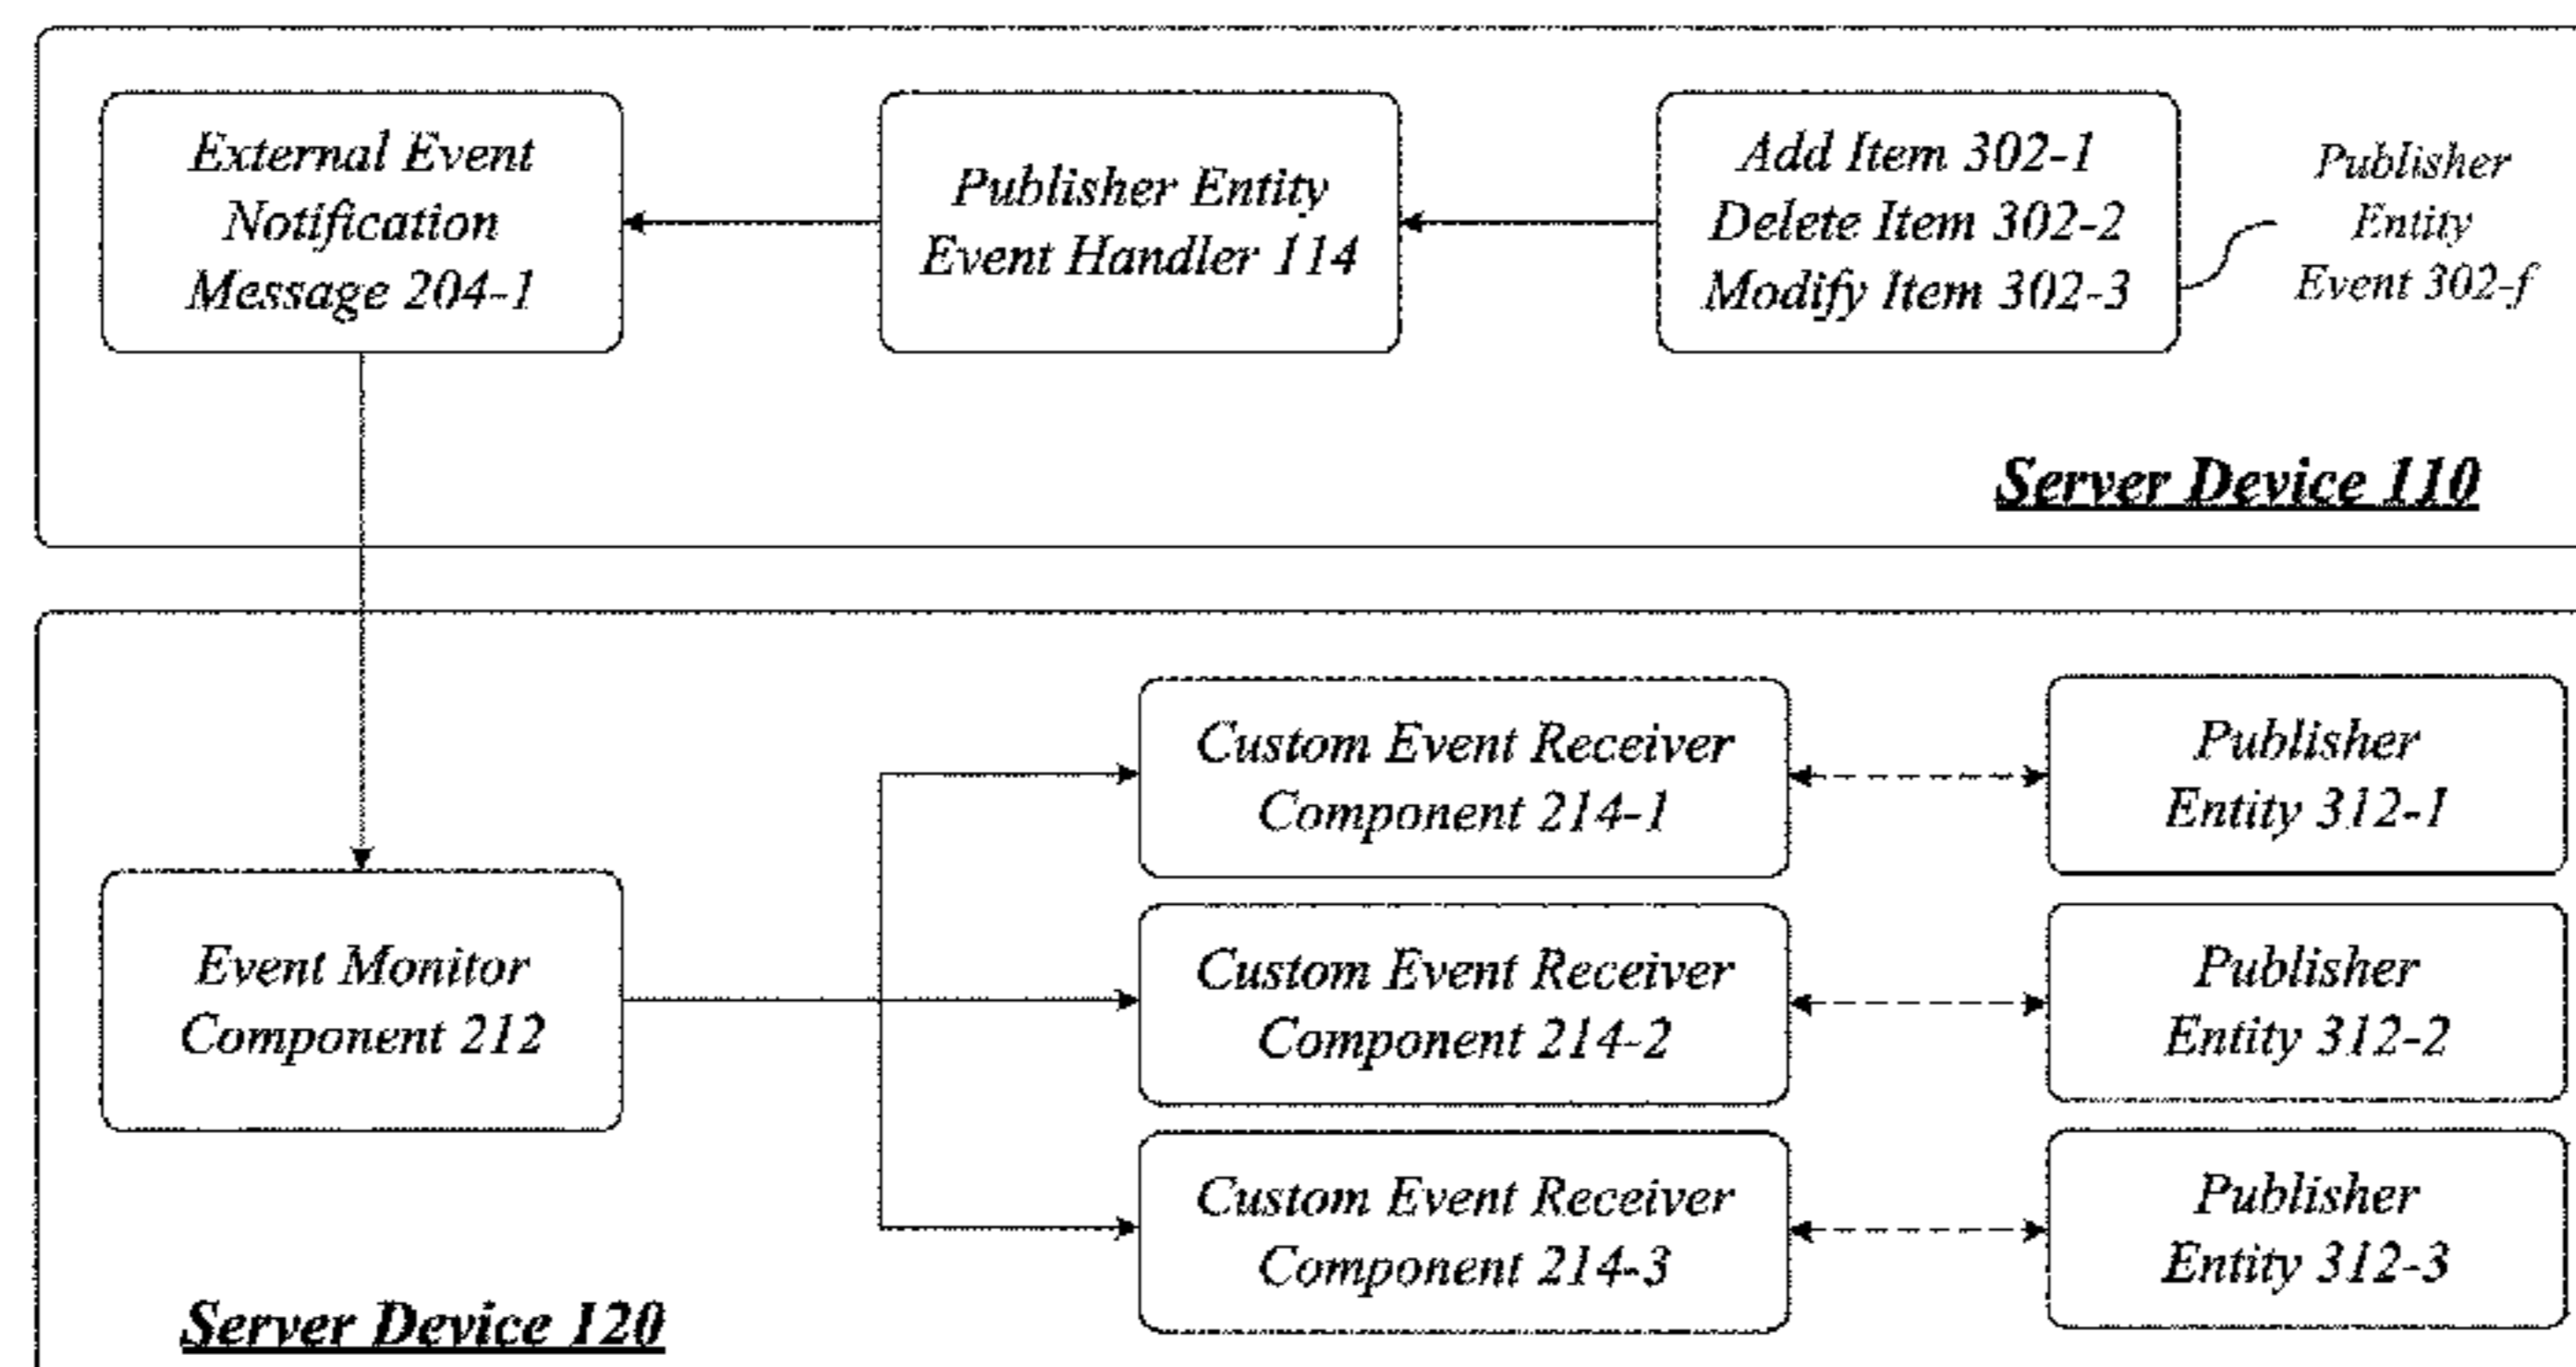 External Event
Notification
Message 204-1
Publisher Entity
Event Handler 114
Add Item 302-1
Delete Item 302-2
Modify Item 302-3
Publisher
Entity
Event 302-f
Server Device 110
Event Monitor
Component 212
Custom Event Receiver
Component 214-1
Publisher
Entity 312-1
Custom Event Receiver
Component 214-2
Publisher
Entity 312-2
Custom Event Receiver
Component 214-3
Publisher
Entity 312-3
Server Device 120